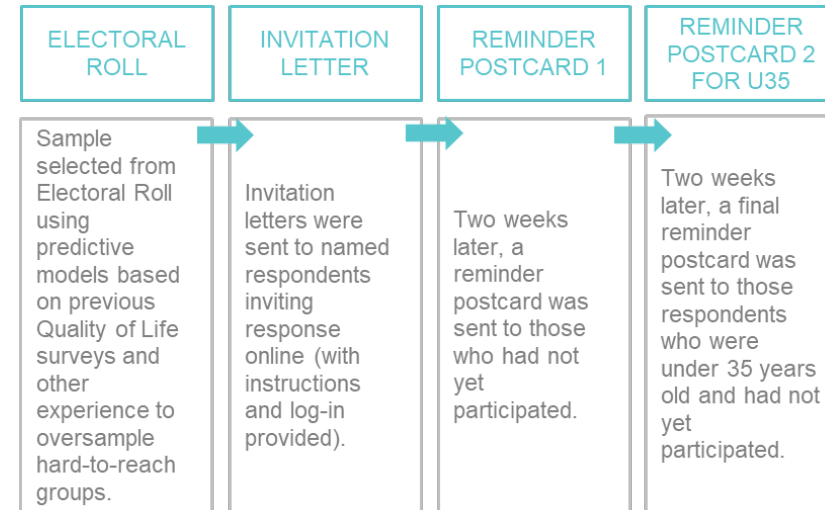 ELECTORAL
ROLL
INVITATION
LETTER
REMINDER
POSTCARD 1
REMINDER
POSTCARD 2
FOR U35
Sample
selected from
Electoral Roll
using
predictive
models based
on previous
Quality of Life
surveys and
other
experience to
oversample
hard-to-reach
groups.
Invitation
letters were
sent to named
respondents
inviting
response
online (with
instructions
and log-in
provided).
Two weeks
later, a
reminder
postcard was
sent to those
who had not
yet
participated.
Two weeks
later, a final
reminder
postcard was
sent to those
respondents
who were
under 35 years
old and had not
yet
participated.